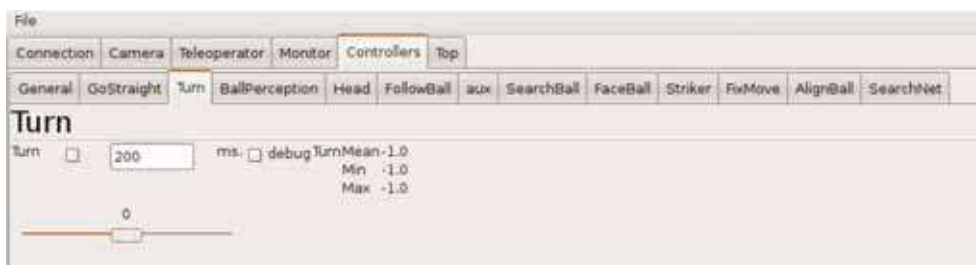 File
Connection Camera Teleoperator Monitor Controllers Top
General GoStraight Turn BallPerception Head FollowBall aux SearchBall FaceBall Striker FixMove AlignBall SearchNet
Turn
Turn 200 ms. debug TurnMean -1.0
Min -1.0
Max -1.0
0